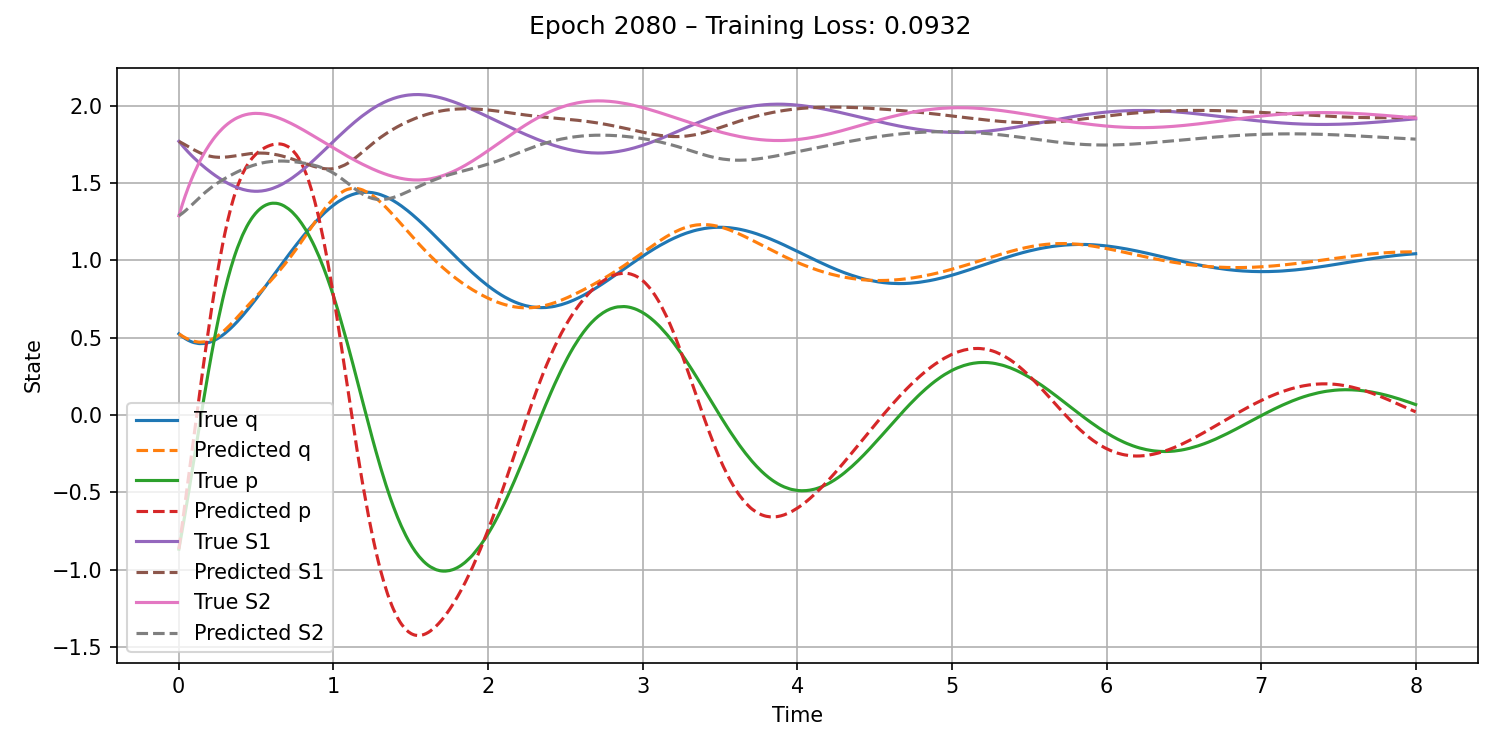 Epoch 2080 – Training Loss: 0.0932
State
2.0
1.5
1.0
0.5
0.0
−0.5
−1.0
−1.5
True q
Predicted q
True p
Predicted p
True S1
Predicted S1
True S2
Predicted S2
0 1 2 3 4 5 6 7 8
Time